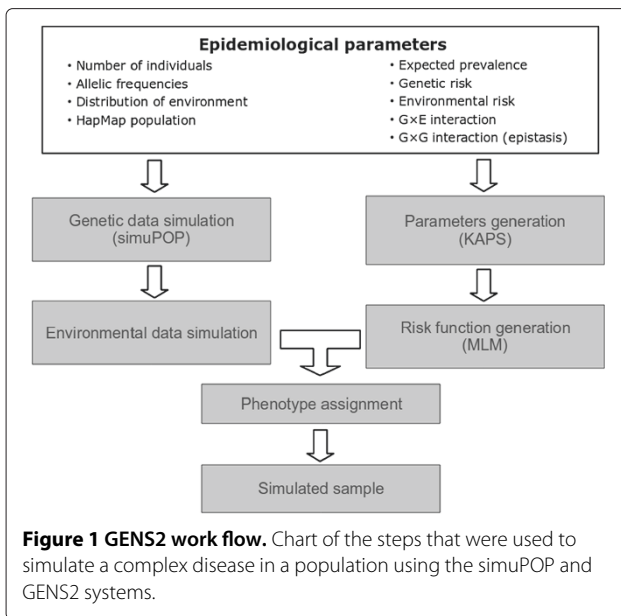 Epidemiological parameters
• Number of individuals
• Allelic frequencies
• Distribution of environment
• HapMap population
• Expected prevalence
• Genetic risk
• Environmental risk
• G×E interaction
• G×G interaction (epistasis)
Genetic data simulation
(simuPOP)
Parameters generation
(KAPS)
Environmental data simulation
Risk function generation
(MLM)
Phenotype assignment
Simulated sample
Figure 1 GENS2 work flow. Chart of the steps that were used to
simulate a complex disease in a population using the simuPOP and
GENS2 systems.